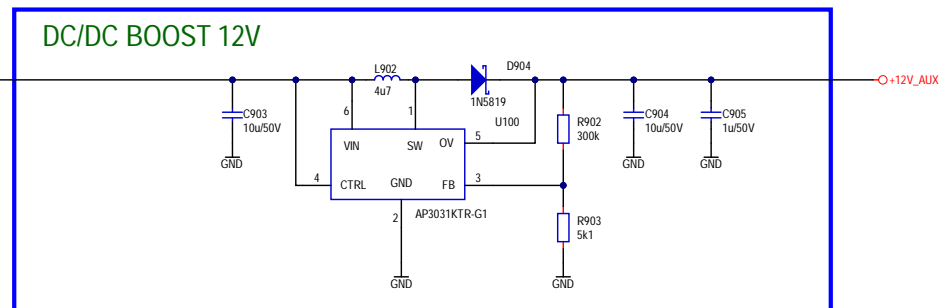 DC/DC BOOST 12V
L902
4u7
D904
1N5819
+12V_AUX
C903
10u/50V
GND
6
1
U100
VIN
SW
OV
5
R902
300k
C904
10u/50V
GND
C905
1u/50V
GND
4
CTRL
GND
FB
3
2
AP3031KTR-G1
R903
5k1
GND
GND